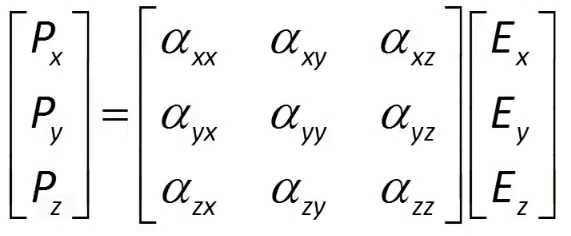 P_x α_xx α_xy α_xz E_x
P_y = α_yx α_yy α_yz E_y
P_z α_zx α_zy α_zz E_z